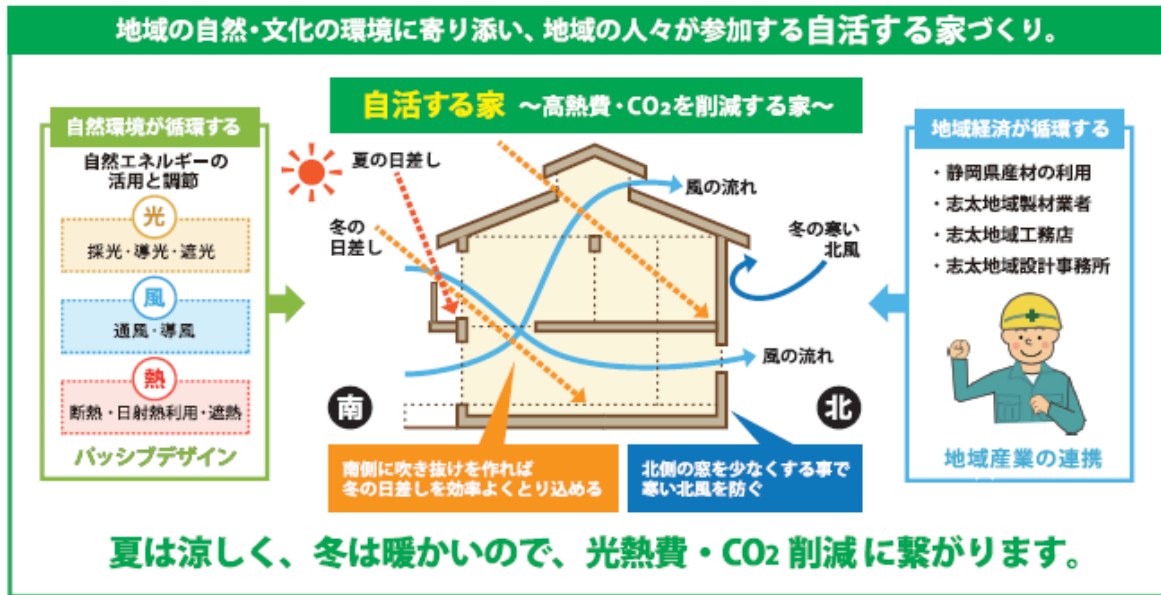 地域の自然・文化の環境に寄り添い、地域の人々が参加する自活する家づくり。
自活する家 ～高熱費・CO2を削減する家～
自然環境が循環する
自然エネルギーの
活用と調節
光
採光・導光・遮光
風
通風・導風
熱
断熱・日射熱利用・遮熱
パッシブデザイン
夏の日差し
冬の
日差し
風の流れ
冬の寒い
北風
風の流れ
南
北
南側に吹き抜けを作れば
冬の日差しを効率よくとり込める
北側の窓を少なくする事で
寒い北風を防ぐ
地域経済が循環する
・静岡県産材の利用
・志太地域製材業者
・志太地域工務店
・志太地域設計事務所
地域産業の連携
夏は涼しく、冬は暖かいので、光熱費・CO2 削減に繋がります。